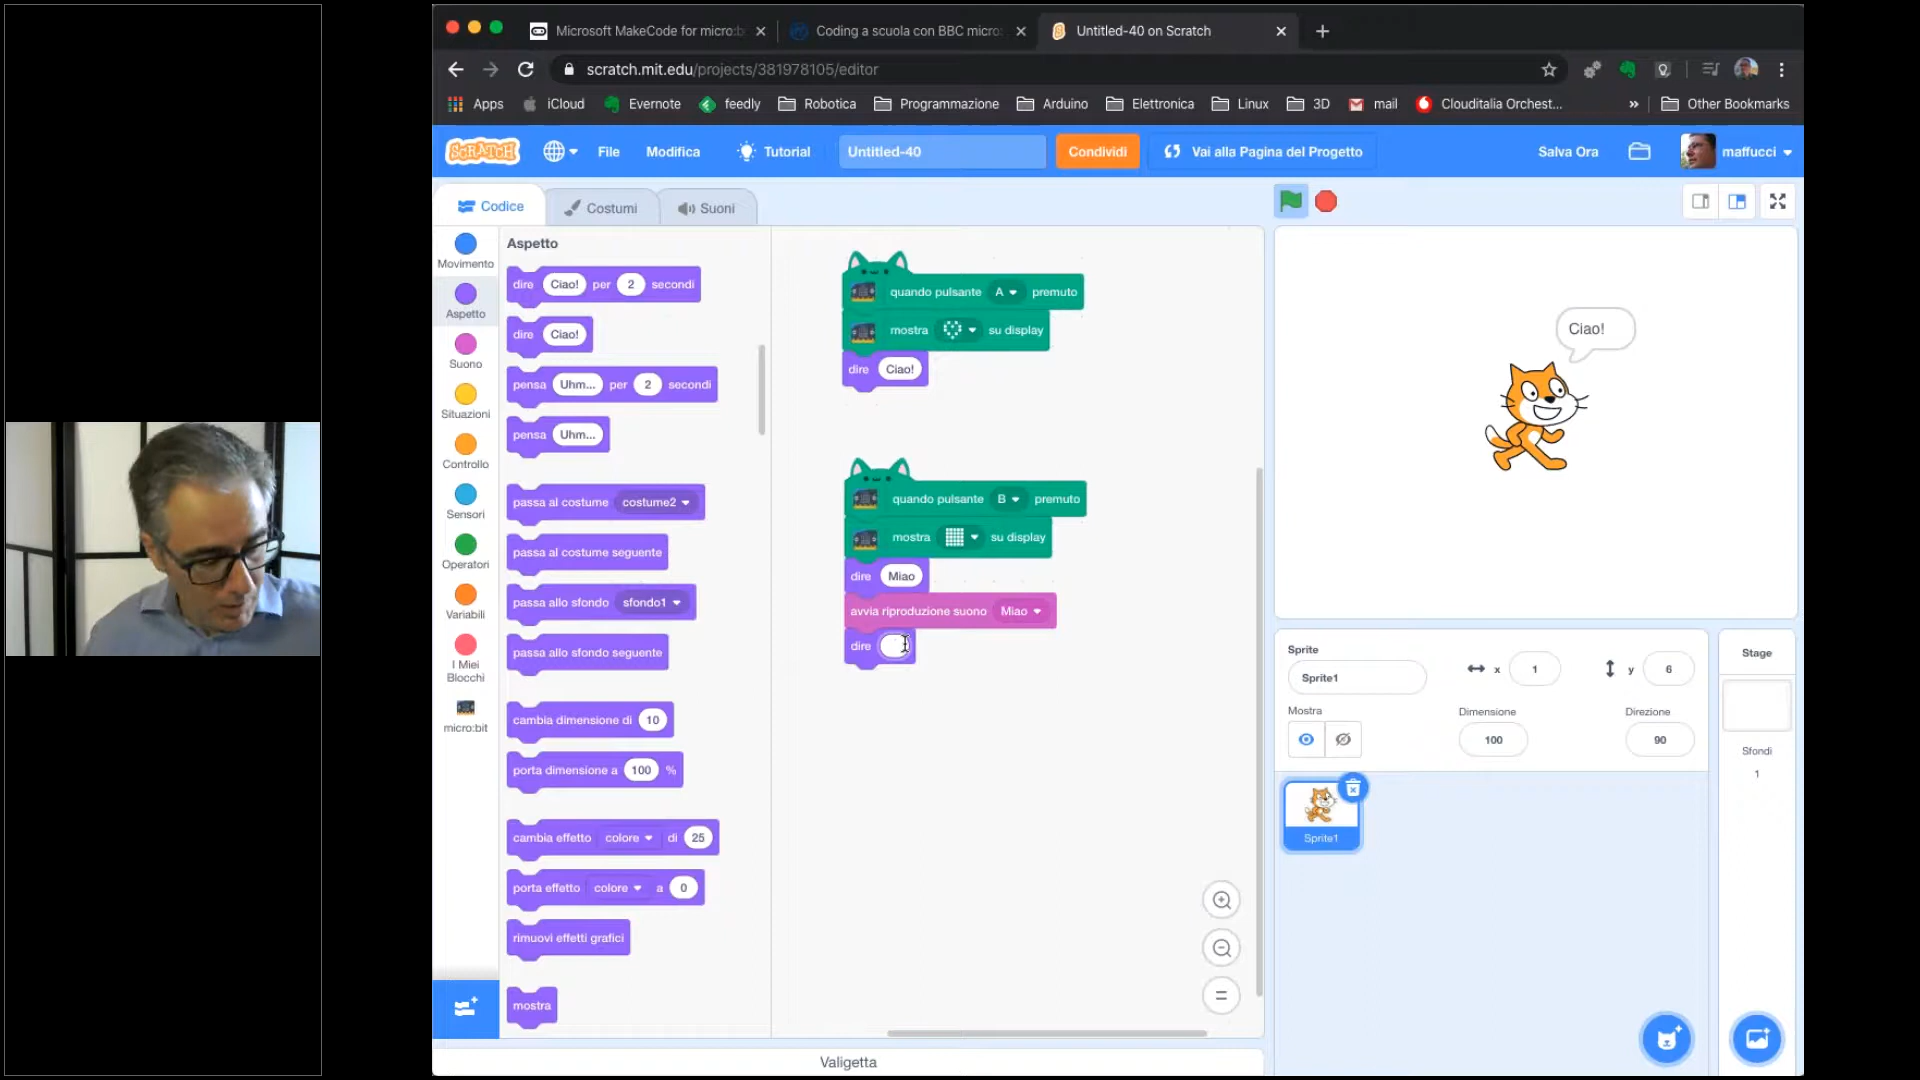 Microsoft MakeCode for micro:b
Coding a scuola con BBC micro:
Untitled-40 on Scratch
scratch.mit.edu/projects/381978105/editor
Apps iCloud Evernote feedly Robotica Programmazione Arduino Elettronica Linux 3D mail Clouditalia Orchest... » Other Bookmarks
SCRATCH File Modifica Tutorial Untitled-40 Condividi Vai alla Pagina del Progetto Salva Ora maffucci
Codice Costumi Suoni
Movimento
Aspetto
Suono
Situazioni
Controllo
Sensori
Operatori
Variabili
I Miei
Blocchi
micro:bit
Aspetto
dire Ciao! per 2 secondi
dire Ciao!
pensa Uhm... per 2 secondi
pensa Uhm...
passa al costume costume2
passa al costume seguente
passa allo sfondo sfondo1
passa allo sfondo seguente
cambia dimensione di 10
porta dimensione a 100 %
cambia effetto colore di 25
porta effetto colore a 0
rimuovi effetti grafici
mostra
quando pulsante A premuto
mostra su display
dire Ciao!
quando pulsante B premuto
mostra su display
dire Miao
avvia riproduzione suono Miao
dire
Valigetta
Ciao!
Sprite
Sprite1
x 1
y 6
Mostra
Dimensione
100
Direzione
90
Sprite1
Stage
Sfondi
1